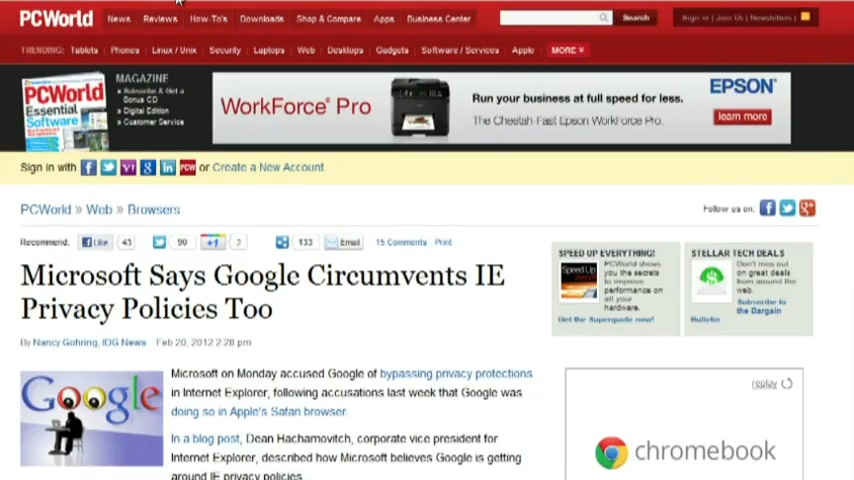 PCWorld News Reviews How-To's Downloads Shop & Compare Apps Business Center Search Sign in | Join Us | Newsletters
TRENDING: Tablets Phones Linux/Unix Security Laptops Web Desktops Gadgets Software / Services Apple MORE
MAGAZINE
Subscribe & Get a
Bonus CD
Digital Edition
Customer Service
PCWorld
Essential
Software
WorkForce Pro
Run your business at full speed for less.
The Cheetah-Fast Epson WorkForce Pro.
EPSON
learn more
Sign in with or Create a New Account
PCWorld » Web » Browsers
Follow us on:
Recommend: Like 43 90 +1 2 133 Email 15 Comments Print
Microsoft Says Google Circumvents IE
Privacy Policies Too
By Nancy Gohring, IDG News Feb 20, 2012 2:28 pm
SPEED UP EVERYTHING!
Speed Up
PCWorld shows
you the secrets
to improve
performance on
all your
hardware.
Get the Superguide now!
STELLAR TECH DEALS
Don't miss out
on great deals
from around the
web.
Subscribe to
the Bargain
Bulletin
Google
Microsoft on Monday accused Google of bypassing privacy protections
in Internet Explorer, following accusations last week that Google was
doing so in Apple's Safari browser.
In a blog post, Dean Hachamovitch, corporate vice president for
Internet Explorer, described how Microsoft believes Google is getting
around IE privacy policies.
replay
chromebook